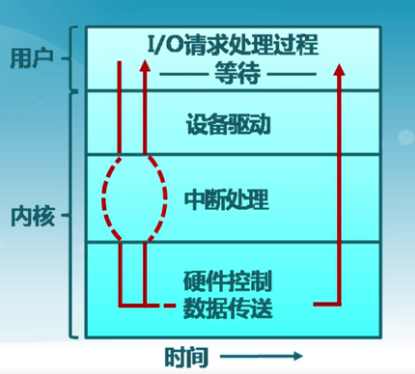 I/O请求处理过程
用户
等待
设备驱动
中断处理
内核
硬件控制
数据传送
时间